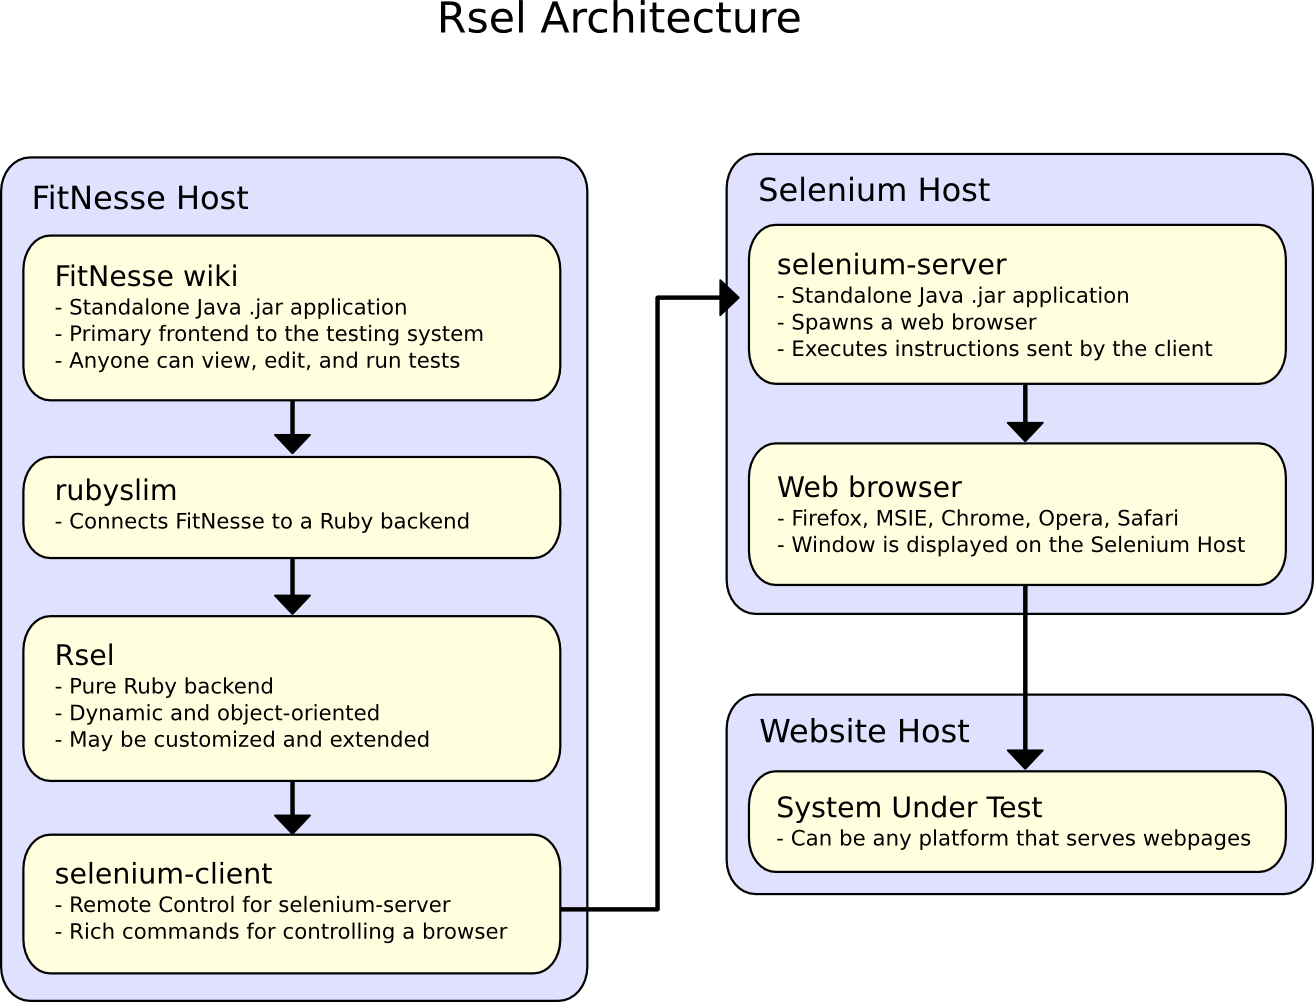 Rsel Architecture
FitNesse Host
FitNesse wiki
- Standalone Java .jar application
- Primary frontend to the testing system
- Anyone can view, edit, and run tests
rubyslim
- Connects FitNesse to a Ruby backend
Rsel
- Pure Ruby backend
- Dynamic and object-oriented
- May be customized and extended
selenium-client
- Remote Control for selenium-server
- Rich commands for controlling a browser
Selenium Host
selenium-server
- Standalone Java .jar application
- Spawns a web browser
- Executes instructions sent by the client
Web browser
- Firefox, MSIE, Chrome, Opera, Safari
- Window is displayed on the Selenium Host
Website Host
System Under Test
- Can be any platform that serves webpages